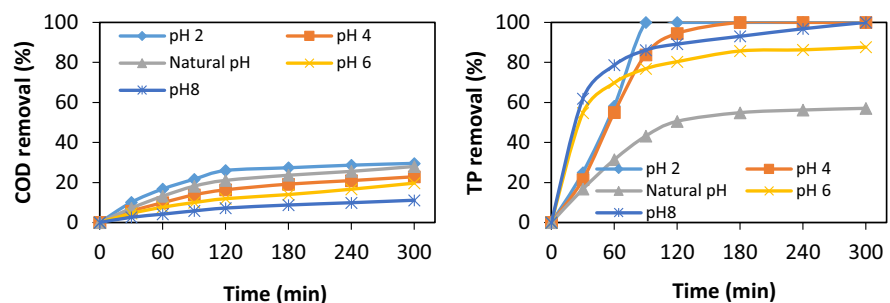 COD removal (%)
100
80
60
40
20
0
pH 2
pH 4
Natural pH
pH 6
pH8
0 60 120 180 240 300
Time (min)
TP removal (%)
100
80
60
40
20
0
pH 2
pH 4
Natural pH
pH 6
pH8
0 60 120 180 240 300
Time (min)